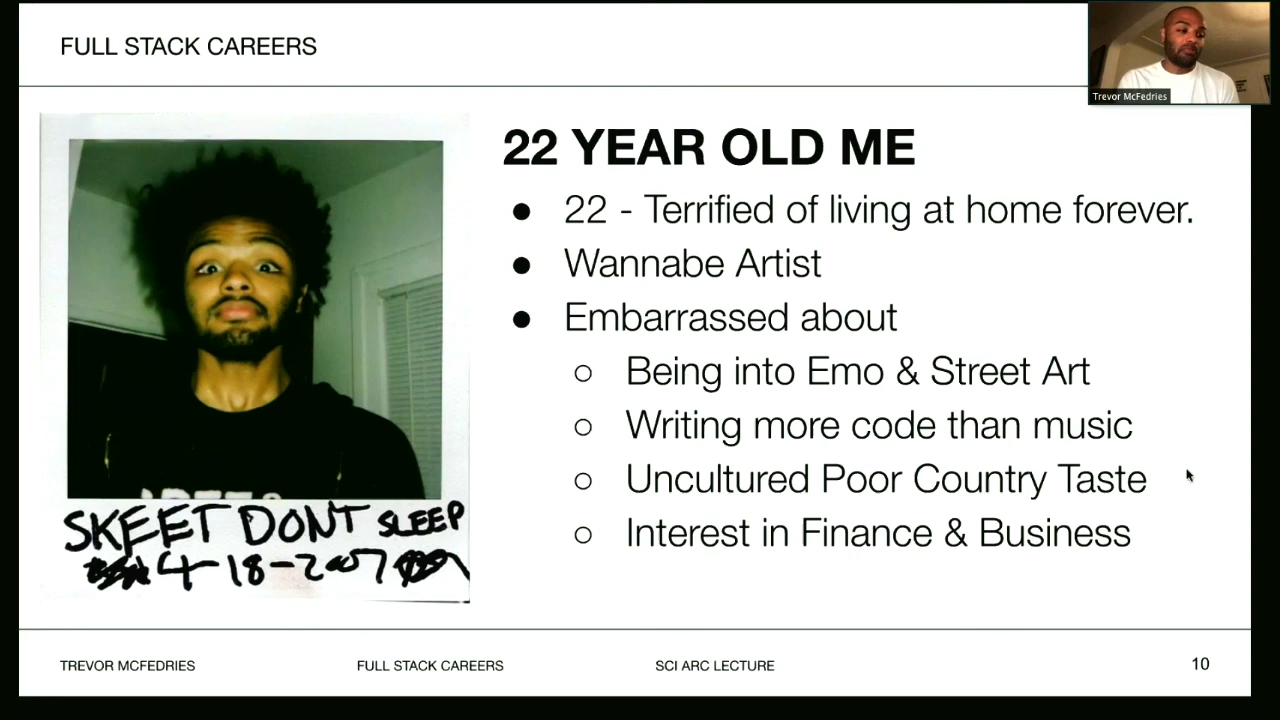 FULL STACK CAREERS
Trevor McFedries
22 YEAR OLD ME
● 22 - Terrified of living at home forever.
● Wannabe Artist
● Embarrassed about
○ Being into Emo & Street Art
○ Writing more code than music
○ Uncultured Poor Country Taste
○ Interest in Finance & Business
SKEET DONT SLEEP
4-18-2007
TREVOR MCFEDRIES FULL STACK CAREERS SCI ARC LECTURE 10